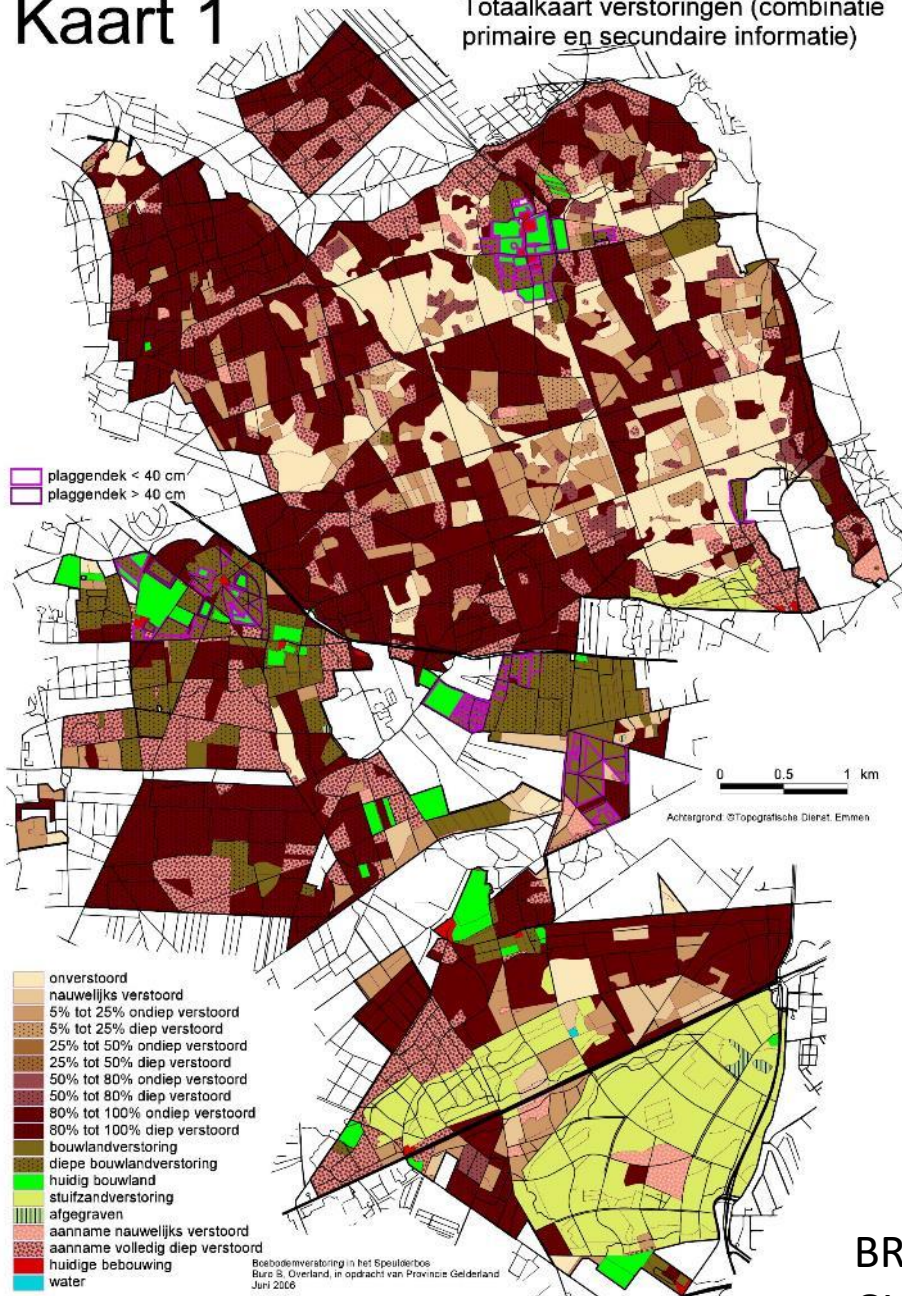 Kaart 1
Totaalkaart verstoringen (combinatie
primaire en secundaire informatie)
plaggendek < 40 cm
plaggendek > 40 cm
0 0.5 1 km
Achtergrond: ©Topografische Dienst, Emmen
onverstoord
nauwelijks verstoord
5% tot 25% ondiep verstoord
5% tot 25% diep verstoord
25% tot 50% ondiep verstoord
25% tot 50% diep verstoord
50% tot 80% ondiep verstoord
50% tot 80% diep verstoord
80% tot 100% ondiep verstoord
80% tot 100% diep verstoord
bouwlandverstoring
diepe bouwlandverstoring
huidig bouwland
stuifzandverstoring
afgegraven
aanname nauwelijks verstoord
aanname volledig diep verstoord
huidige bebouwing
water
Bosbodemverstoring in het Speulderbos
Buro B, Overland, in opdracht van Provincie Gelderland
Juni 2006
BR